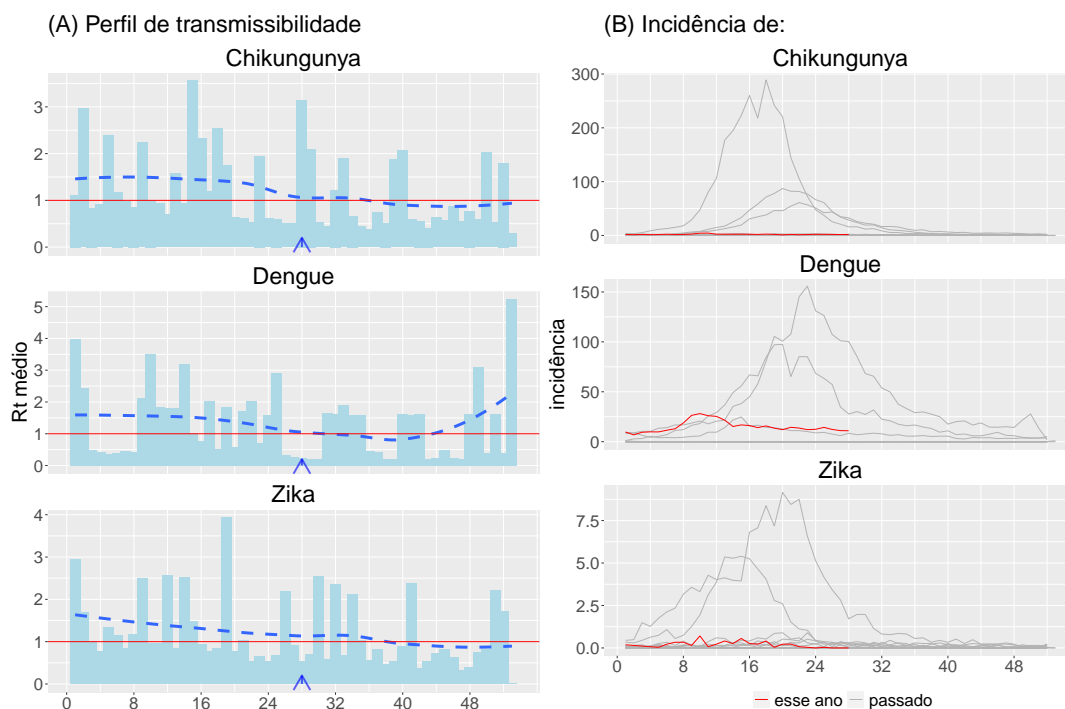 (A) Perfil de transmissibilidade
Chikungunya
3
2
1
0
Dengue
5
4
3
2
1
0
Zika
4
3
2
1
0
0 8 16 24 32 40 48
Rt médio
(B) Incidência de:
Chikungunya
300
200
100
0
Dengue
150
100
50
0
Zika
7.5
5.0
2.5
0.0
0 8 16 24 32 40 48
incidência
esse ano passado